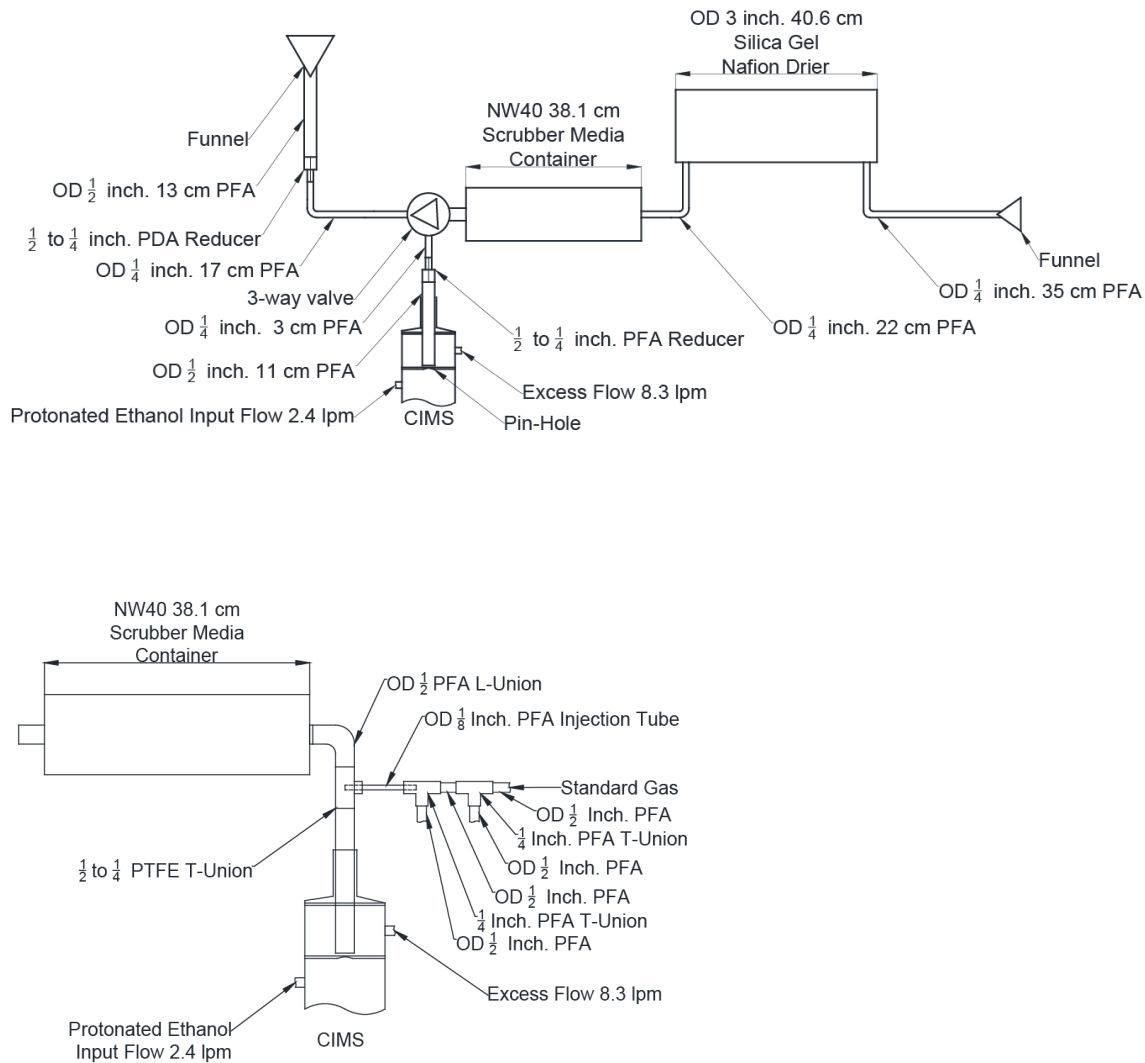 OD 3 inch. 40.6 cm
Silica Gel
Nafion Drier
NW40 38.1 cm
Scrubber Media
Container
Funnel
OD 1/2 inch. 13 cm PFA
1/2 to 1/4 inch. PDA Reducer
OD 1/4 inch. 17 cm PFA
3-way valve
OD 1/4 inch. 3 cm PFA
OD 1/2 inch. 11 cm PFA
Protonated Ethanol Input Flow 2.4 lpm
CIMS
Funnel
OD 1/4 inch. 35 cm PFA
OD 1/4 inch. 22 cm PFA
1/2 to 1/4 inch. PFA Reducer
Excess Flow 8.3 lpm
Pin-Hole
NW40 38.1 cm
Scrubber Media
Container
OD 1/2 PFA L-Union
OD 1/8 Inch. PFA Injection Tube
Standard Gas
OD 1/2 Inch. PFA
1/4 Inch. PFA T-Union
OD 1/2 Inch. PFA
OD 1/2 Inch. PFA
1/4 Inch. PFA T-Union
OD 1/2 Inch. PFA
1/2 to 1/4 PTFE T-Union
Excess Flow 8.3 lpm
Protonated Ethanol
Input Flow 2.4 lpm
CIMS